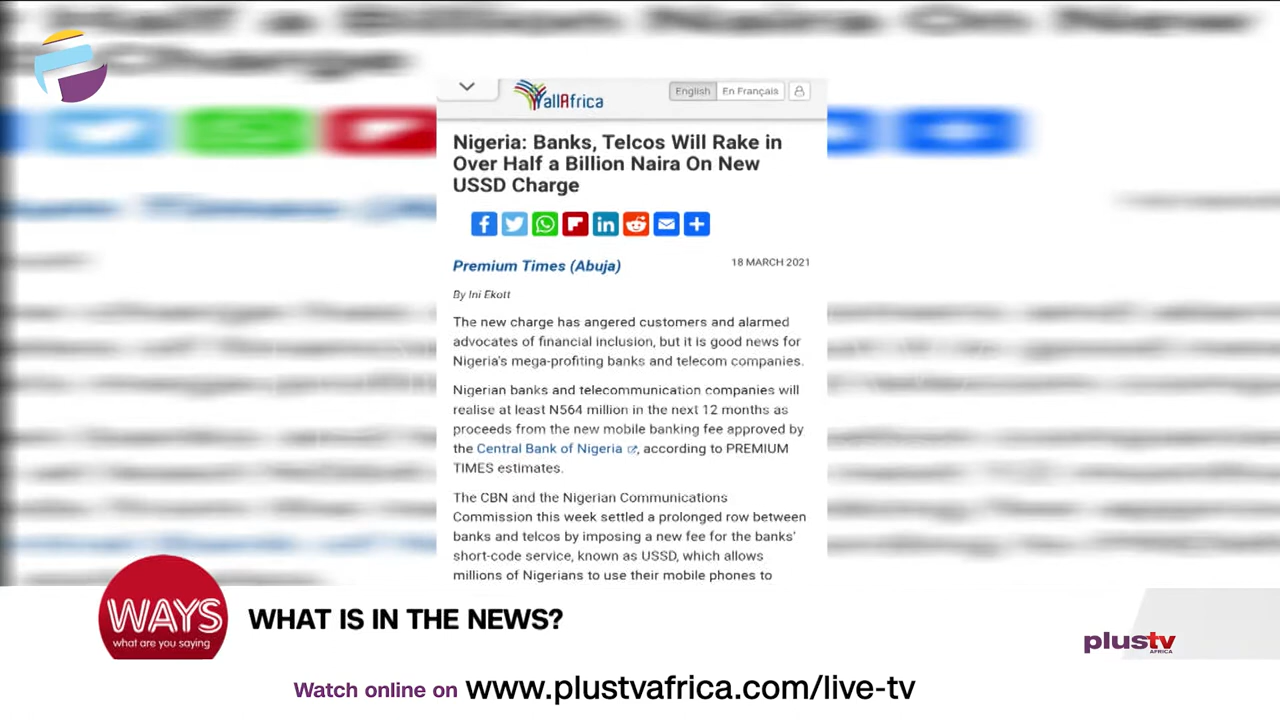 allAfrica
English
En Français
Nigeria: Banks, Telcos Will Rake in
Over Half a Billion Naira On New
USSD Charge
Premium Times (Abuja)
18 MARCH 2021
By Ini Ekott
The new charge has angered customers and alarmed
advocates of financial inclusion, but it is good news for
Nigeria's mega-profiting banks and telecom companies.
Nigerian banks and telecommunication companies will
realise at least N564 million in the next 12 months as
proceeds from the new mobile banking fee approved by
the Central Bank of Nigeria, according to PREMIUM
TIMES estimates.
The CBN and the Nigerian Communications
Commission this week settled a prolonged row between
banks and telcos by imposing a new fee for the banks'
short-code service, known as USSD, which allows
millions of Nigerians to use their mobile phones to
WAYS
what are you saying
WHAT IS IN THE NEWS?
plustv
AFRICA
Watch online on www.plustvafrica.com/live-tv